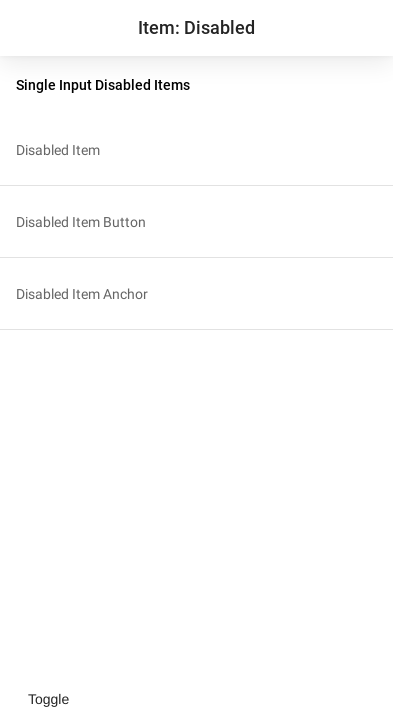 Item: Disabled
Single Input Disabled Items
Disabled Item
Disabled Item Button
Disabled Item Anchor
Toggle